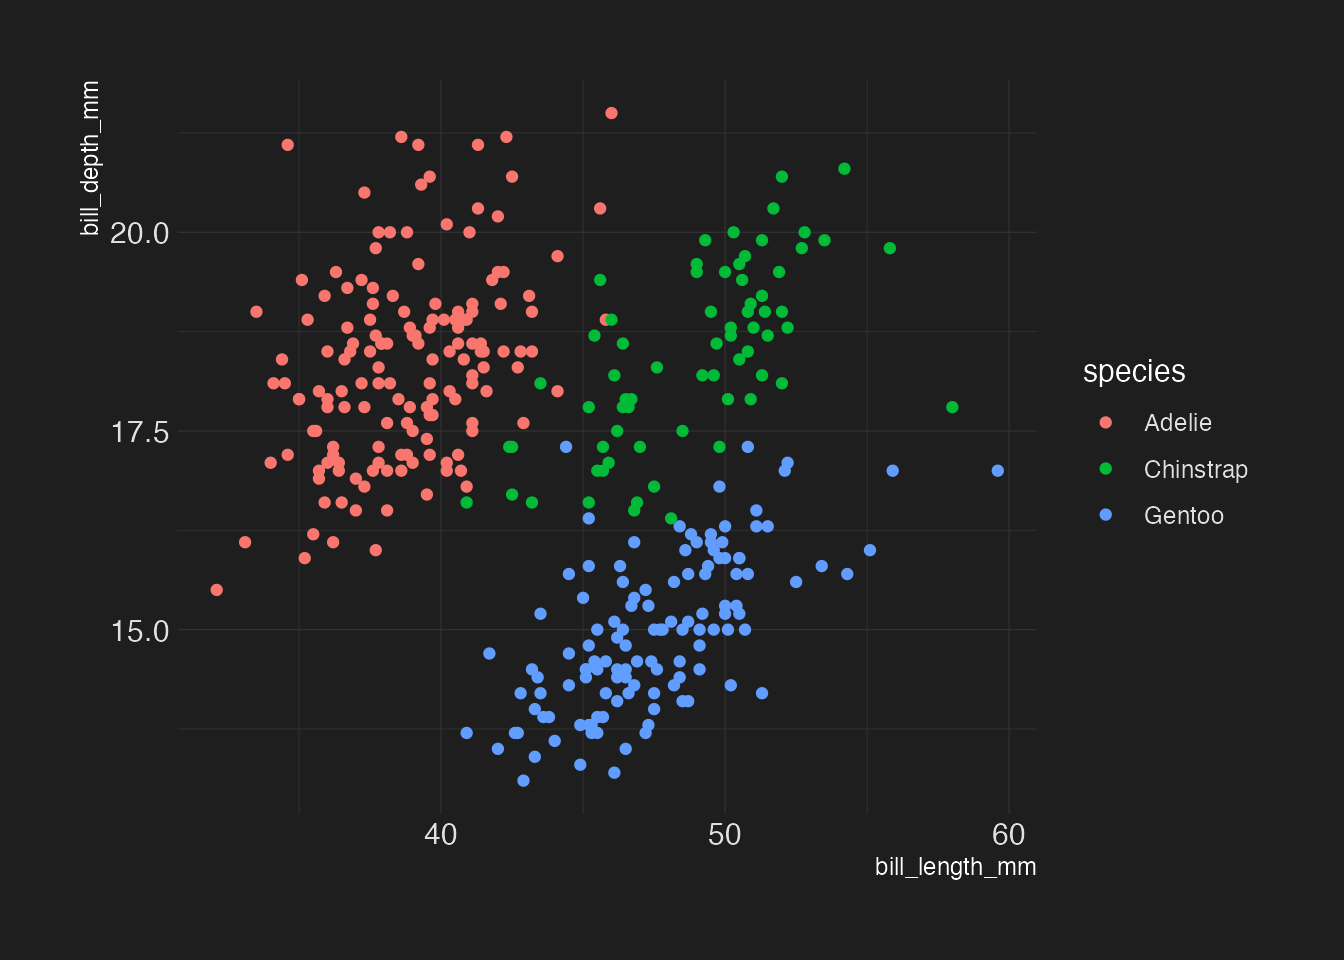 bill_depth_mm
20.0
17.5
15.0
40 50 60
bill_length_mm
species
Adelie
Chinstrap
Gentoo